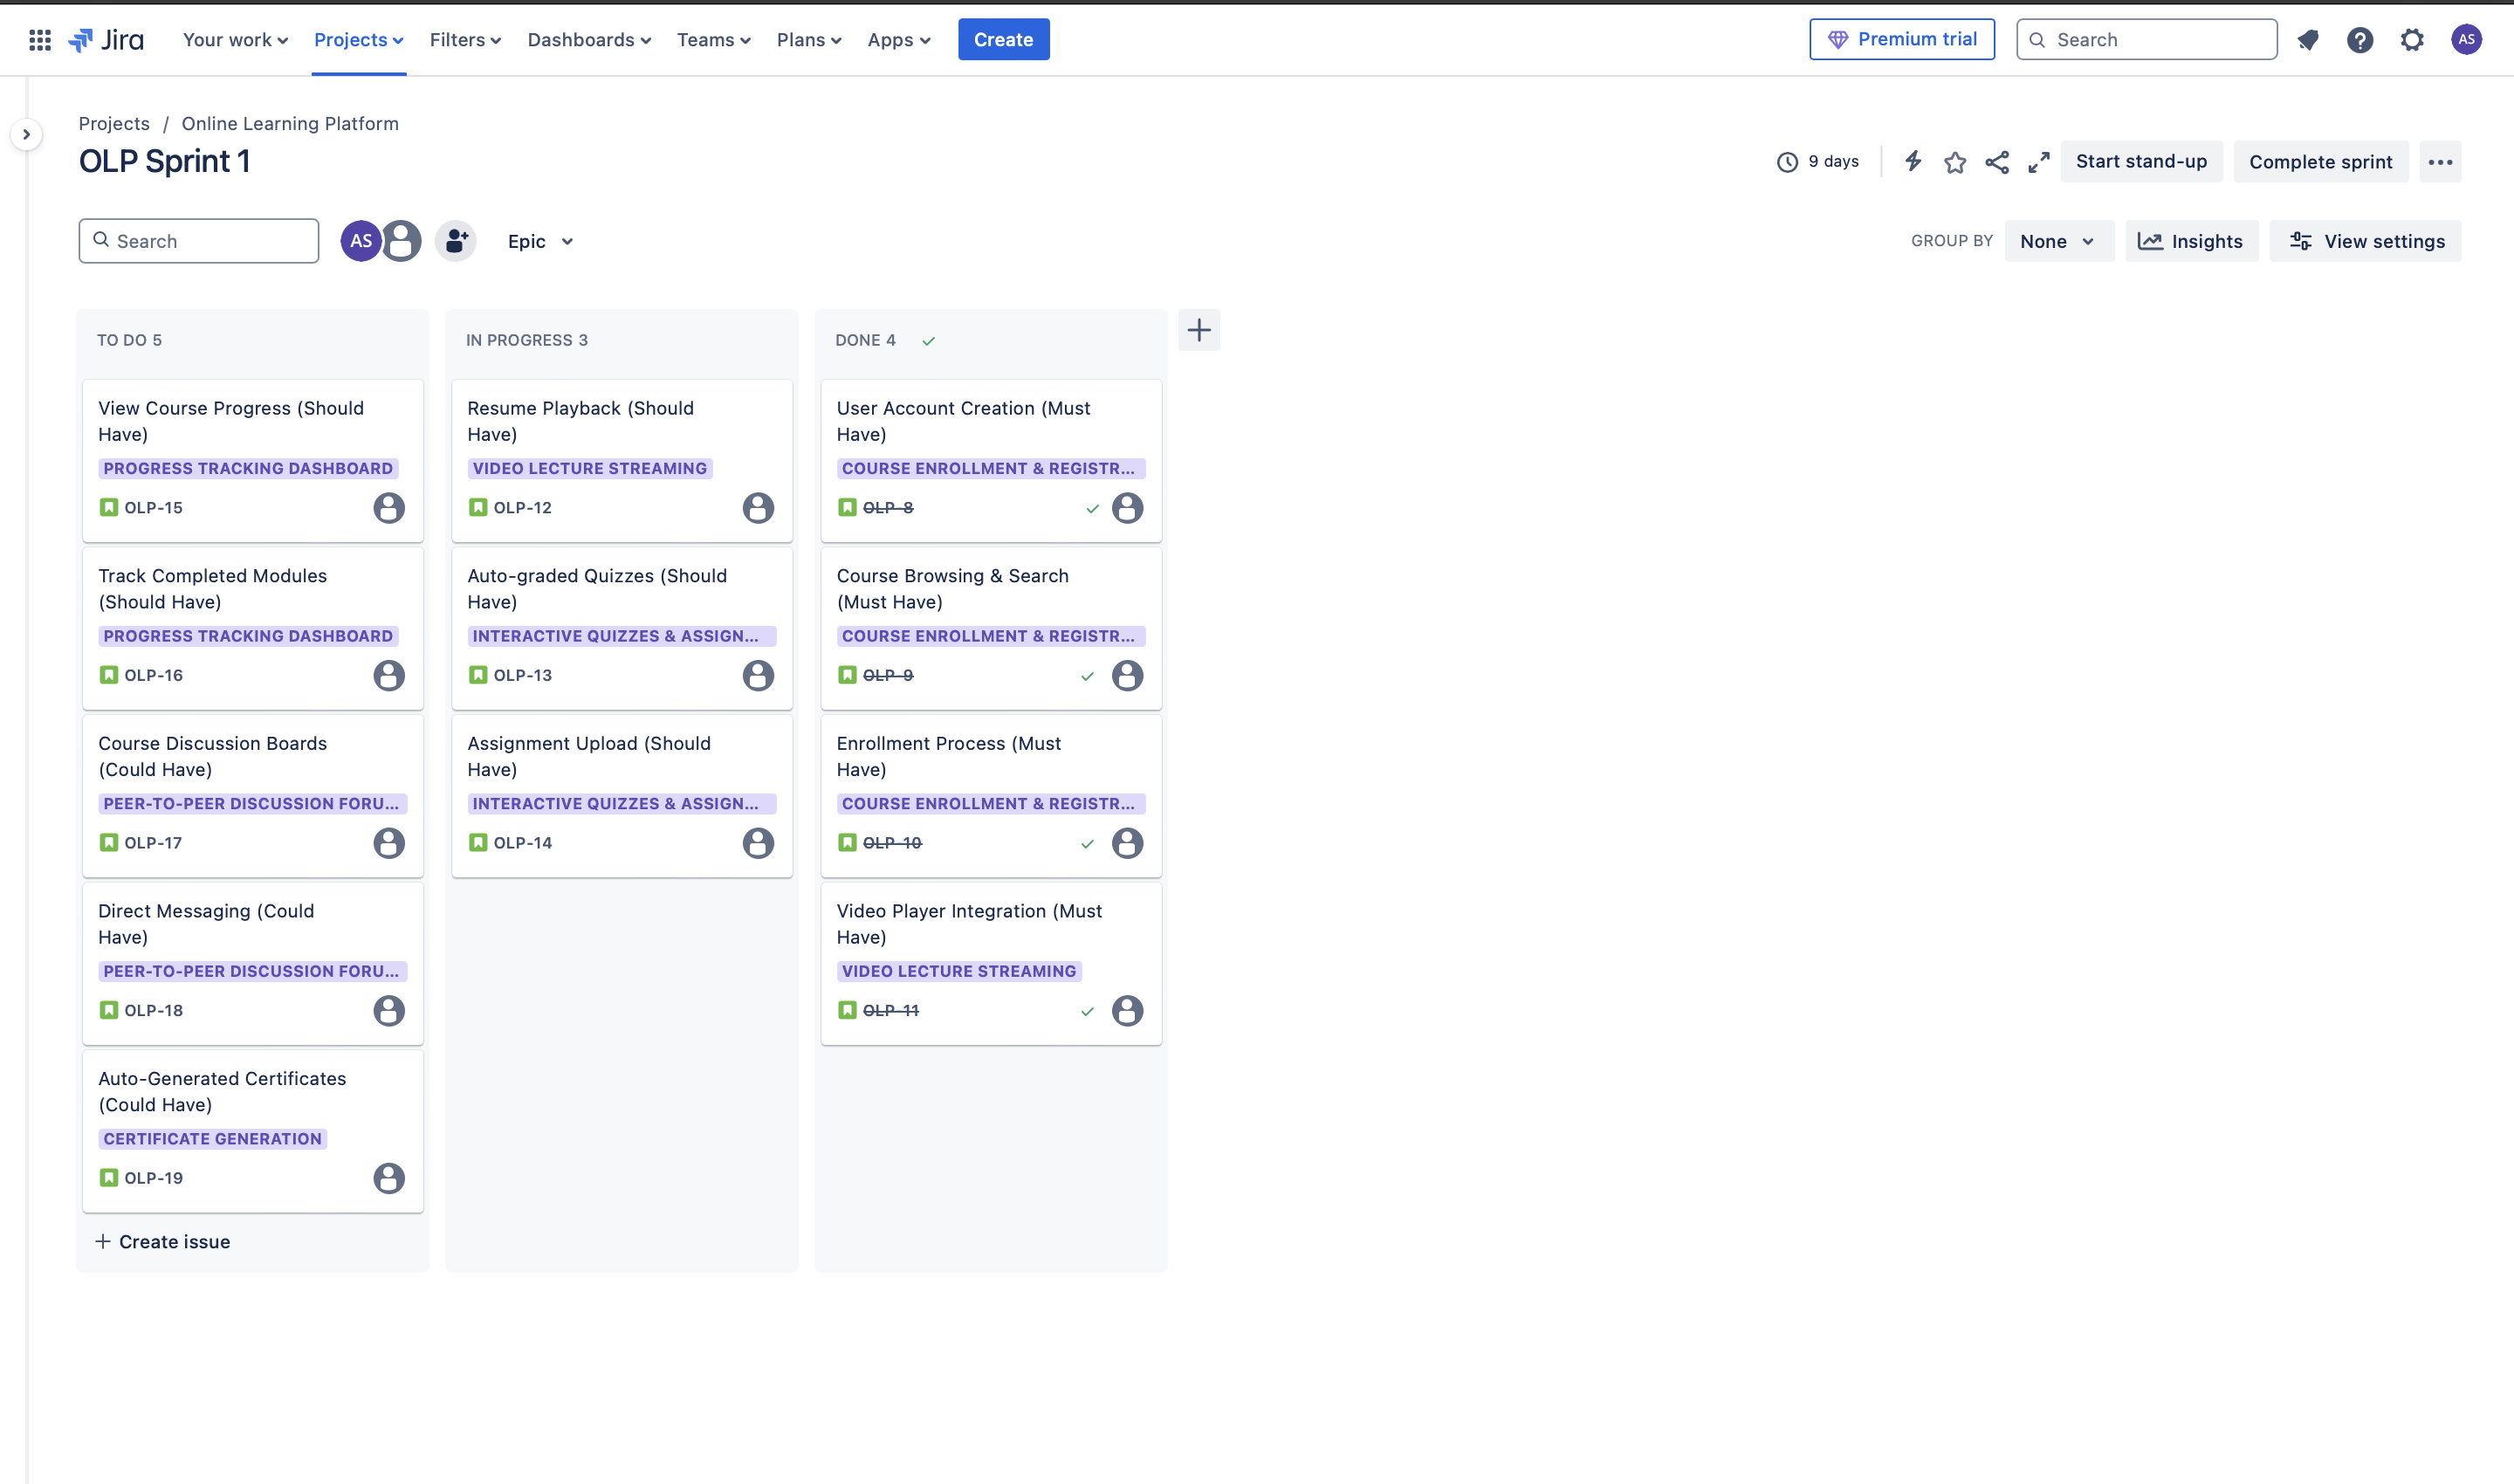 Jira
Your work
Projects
Filters
Dashboards
Teams
Plans
Apps
Create
Premium trial
Search
AS
Projects / Online Learning Platform
OLP Sprint 1
9 days
Start stand-up
Complete sprint
Search
AS
Epic
GROUP BY
None
Insights
View settings
TO DO 5
View Course Progress (Should
Have)
PROGRESS TRACKING DASHBOARD
OLP-15
Track Completed Modules
(Should Have)
PROGRESS TRACKING DASHBOARD
OLP-16
Course Discussion Boards
(Could Have)
PEER-TO-PEER DISCUSSION FORU...
OLP-17
Direct Messaging (Could
Have)
PEER-TO-PEER DISCUSSION FORU...
OLP-18
Auto-Generated Certificates
(Could Have)
CERTIFICATE GENERATION
OLP-19
Create issue
IN PROGRESS 3
Resume Playback (Should
Have)
VIDEO LECTURE STREAMING
OLP-12
Auto-graded Quizzes (Should
Have)
INTERACTIVE QUIZZES & ASSIGN...
OLP-13
Assignment Upload (Should
Have)
INTERACTIVE QUIZZES & ASSIGN...
OLP-14
DONE 4
User Account Creation (Must
Have)
COURSE ENROLLMENT & REGISTR...
OLP-8
Course Browsing & Search
(Must Have)
COURSE ENROLLMENT & REGISTR...
OLP-9
Enrollment Process (Must
Have)
COURSE ENROLLMENT & REGISTR...
OLP-10
Video Player Integration (Must
Have)
VIDEO LECTURE STREAMING
OLP-11